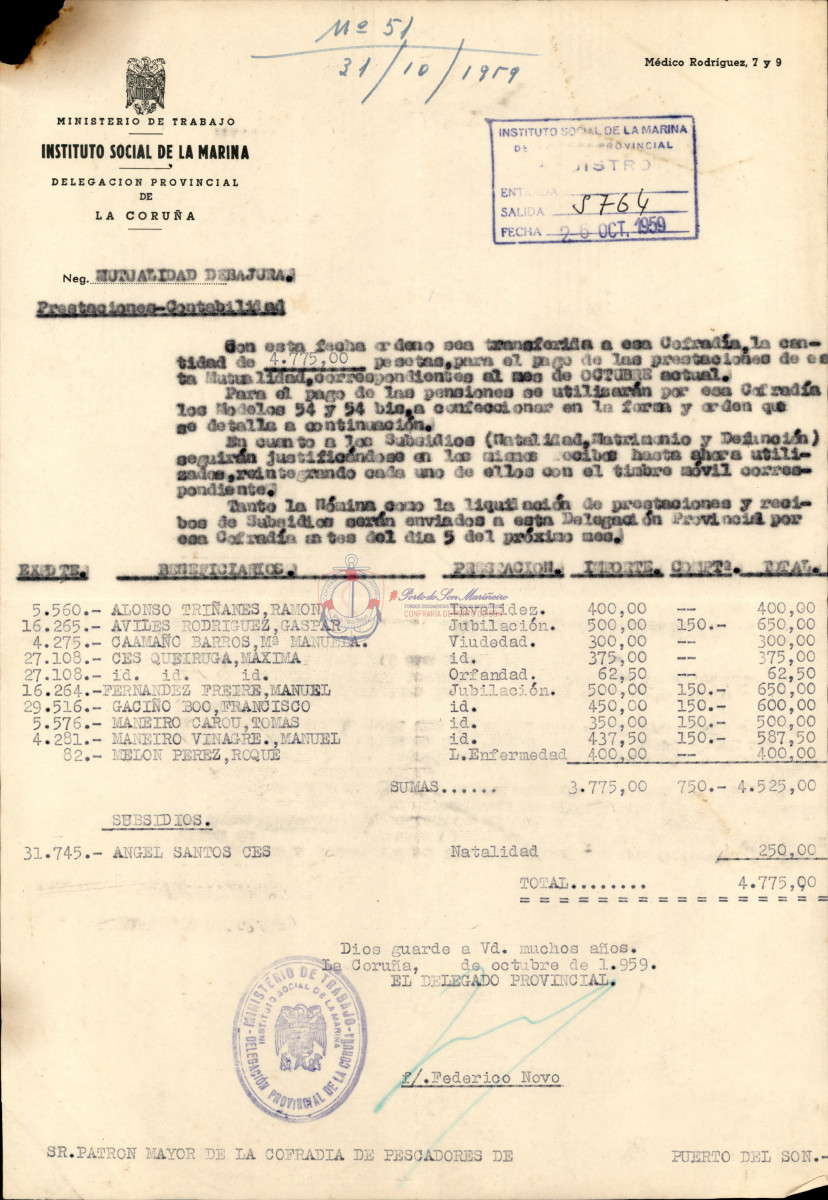 Nº 51
31/10/1959
Médico Rodríguez, 7 y 9
MINISTERIO DE TRABAJO
INSTITUTO SOCIAL DE LA MARINA
DELEGACION PROVINCIAL
DE
LA CORUÑA
INSTITUTO SOCIAL DE LA MARINA
DE PROVINCIAL
ISTRO
ENTRADA
SALIDA 5764
FECHA 26 OCT. 1959
Neg. MUTUALIDAD DEBAJURA.
Prestaciones-Contabilidad
Con esta fecha ordeno sea transferida a esa Cofradía,la can-
tidad de 4.775,00 pesetas,para el pago de las prestaciones de es
ta Mutualidad,correspondientes al mes de OCTUBRE actual.
Para el pago de las pensiones se utilizarán por esa Cofradía
los Modelos 54 y 54 bis,a confeccionar en la forma y orden que
se detalla a continuación.
En cuanto a los Subsidios (Natalidad,Matrimonio y Defunción)
seguirán justificándose en los mismos recibos hasta ahora utili-
zados,reintegrando cada uno de ellos con el timbre móvil corres-
pondiente.
Tanto la Nómina como la liquidación de prestaciones y reci-
bos de Subsidios serán enviados a esta Delegación Provincial por
esa Cofradía antes del dia 5 del próximo mes.
EXPDTE. BENEFICIARIOS. PRESTACION. IMPORTE. COMPTº. TOTAL.
5.560.- ALONSO TRIÑANES,RAMON Invalidez. 400,00 -- 400,00
16.265.- AVILES RODRIGUEZ,GASPAR Jubilación. 500,00 150.- 650,00
4.275.- CAAMAÑO BARROS,Mª MANUELA. Viudedad. 300,00 -- 300,00
27.108.- CES QUEIRUGA,MAXIMA id. 375,00 -- 375,00
27.108.- id. id. id. Orfandad. 62,50 -- 62,50
16.264.-FERNANDEZ FREIRE,MANUEL Jubilación. 500,00 150.- 650,00
29.516.- GACIÑO BOO,FRANCISCO id. 450,00 150.- 600,00
5.576.- MANEIRO CAROU,TOMAS id. 350,00 150.- 500,00
4.281.- MANEIRO VINAGRE.,MANUEL id. 437,50 150.- 587,50
82.- MELON PEREZ,ROQUE L.Enfermedad 400,00 -- 400,00
#PortodeSonMariñeiro
SUMAS...... 3.775,00 750.- 4.525,00
SUBSIDIOS.
31.745.- ANGEL SANTOS CES Natalidad 250,00
TOTAL........ 4.775,00
Dios guarde a Vd. muchos años.
La Coruña, de octubre de 1.959.
EL DELEGADO PROVINCIAL.
MINISTERIO DE TRABAJO
INSTITUTO SOCIAL DE LA MARINA
DELEGACIÓN PROVINCIAL DE LA CORUÑA
f/.Federico Novo
SR.PATRON MAYOR DE LA COFRADIA DE PESCADORES DE PUERTO DEL SON.-